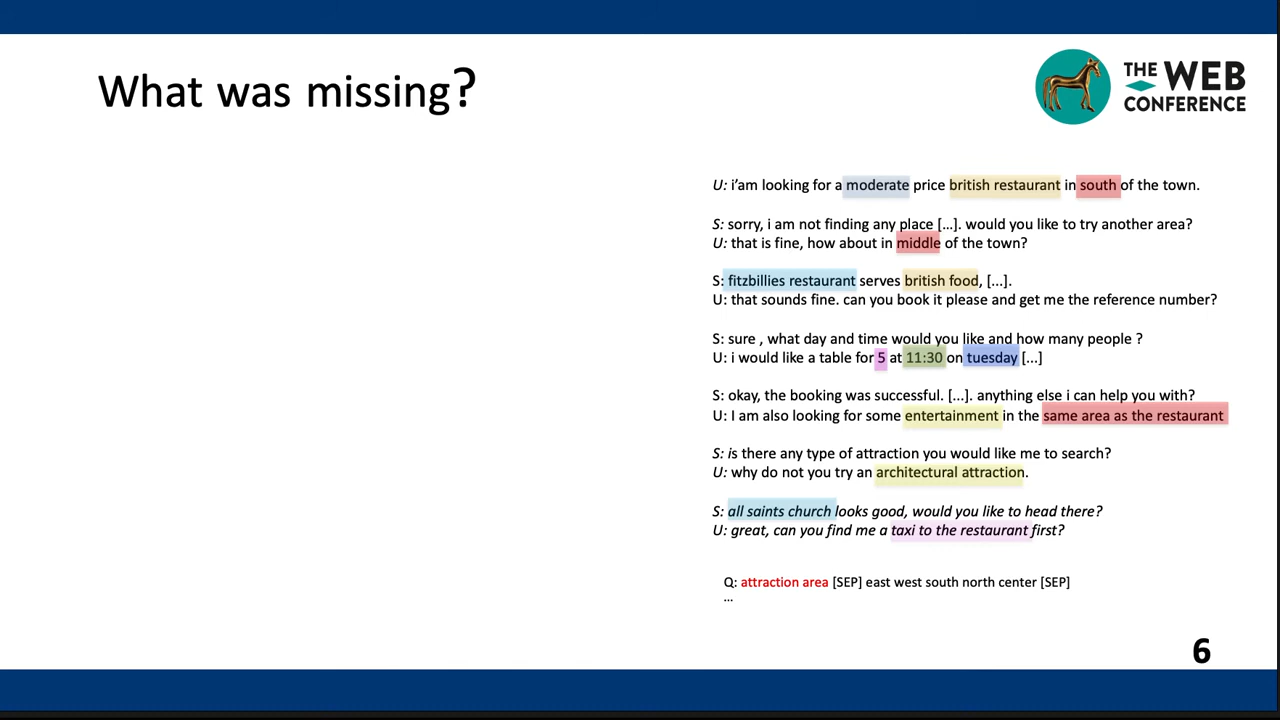 What was missing?
THE WEB
CONFERENCE
U: i'am looking for a moderate price british restaurant in south of the town.
S: sorry, i am not finding any place [...]. would you like to try another area?
U: that is fine, how about in middle of the town?
S: fitzbillies restaurant serves british food, [...].
U: that sounds fine. can you book it please and get me the reference number?
S: sure , what day and time would you like and how many people ?
U: i would like a table for 5 at 11:30 on tuesday [...]
S: okay, the booking was successful. [...]. anything else i can help you with?
U: I am also looking for some entertainment in the same area as the restaurant
S: is there any type of attraction you would like me to search?
U: why do not you try an architectural attraction.
S: all saints church looks good, would you like to head there?
U: great, can you find me a taxi to the restaurant first?
Q: attraction area [SEP] east west south north center [SEP]
...
6